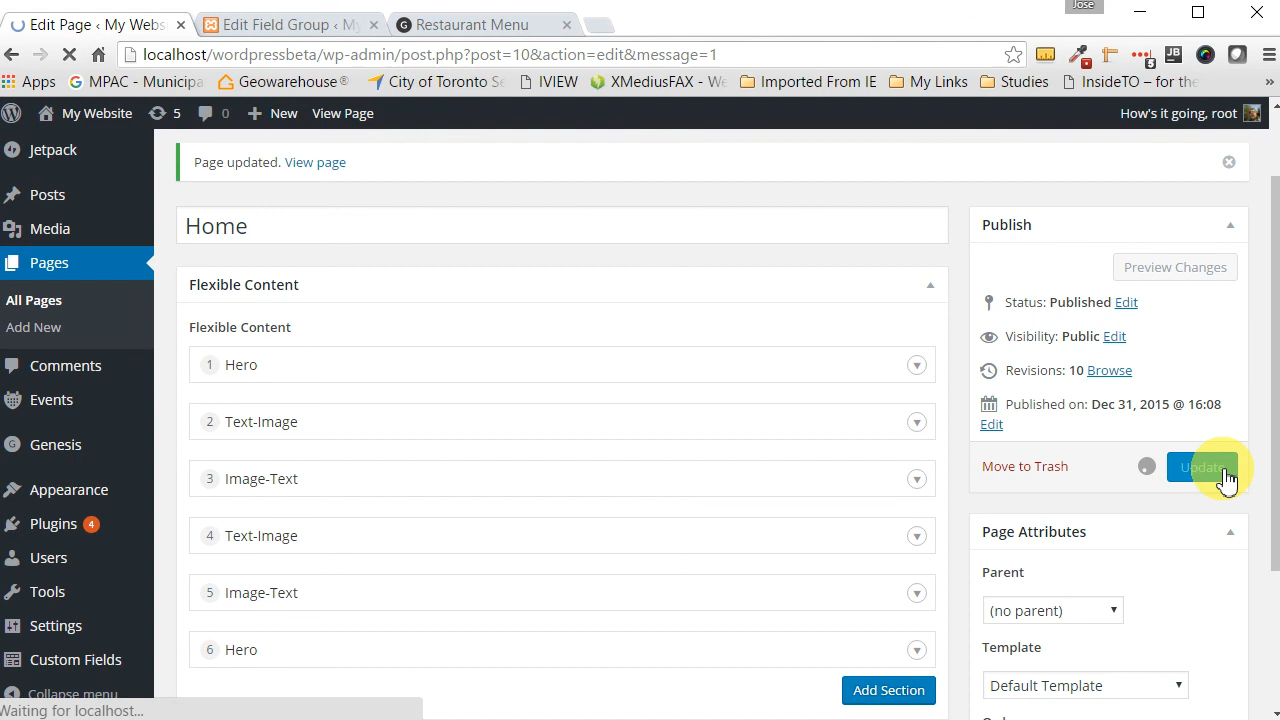 Jose
Edit Page ‹ My Webs
Edit Field Group ‹ My
Restaurant Menu
localhost/wordpressbeta/wp-admin/post.php?post=10&action=edit&message=1
Apps
MPAC - Municipa
Geowarehouse®
City of Toronto Se
IVIEW
XMediusFAX - We
Imported From IE
My Links
Studies
InsideTO – for the
»
My Website
5
0
New
View Page
How's it going, root
Jetpack
Posts
Media
Pages
All Pages
Add New
Comments
Events
Genesis
Appearance
Plugins 4
Users
Tools
Settings
Custom Fields
Collapse menu
Waiting for localhost...
Page updated. View page
Home
Flexible Content
Flexible Content
1 Hero
2 Text-Image
3 Image-Text
4 Text-Image
5 Image-Text
6 Hero
Add Section
Publish
Preview Changes
Status: Published Edit
Visibility: Public Edit
Revisions: 10 Browse
Published on: Dec 31, 2015 @ 16:08
Edit
Move to Trash
Update
Page Attributes
Parent
(no parent)
Template
Default Template